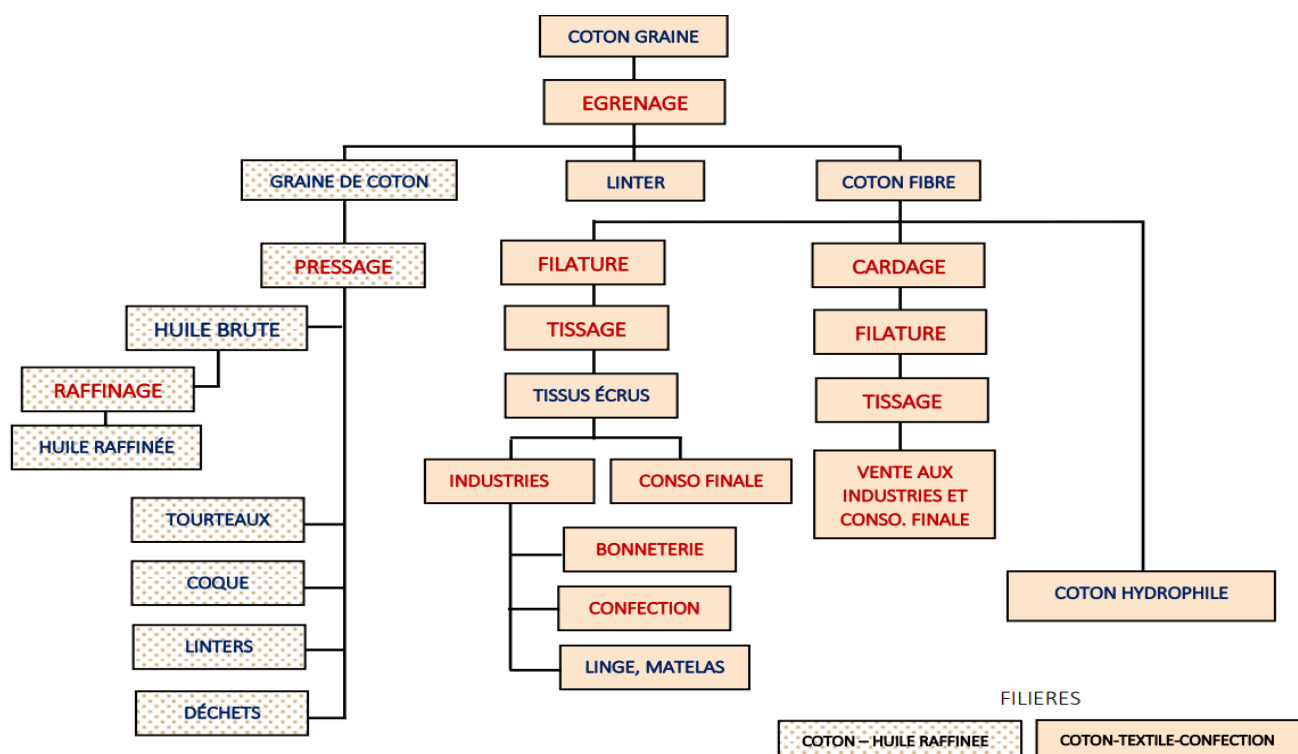 COTON GRAINE
EGRENAGE
GRAINE DE COTON
LINTER
COTON FIBRE
PRESSAGE
FILATURE
CARDAGE
HUILE BRUTE
TISSAGE
FILATURE
RAFFINAGE
TISSUS ÉCRUS
TISSAGE
HUILE RAFFINÉE
INDUSTRIES
CONSO FINALE
VENTE AUX
INDUSTRIES ET
CONSO. FINALE
TOURTEAUX
BONNETERIE
COQUE
CONFECTION
COTON HYDROPHILE
LINTERS
LINGE, MATELAS
DÉCHETS
FILIERES
COTON – HUILE RAFFINEE
COTON-TEXTILE-CONFECTION